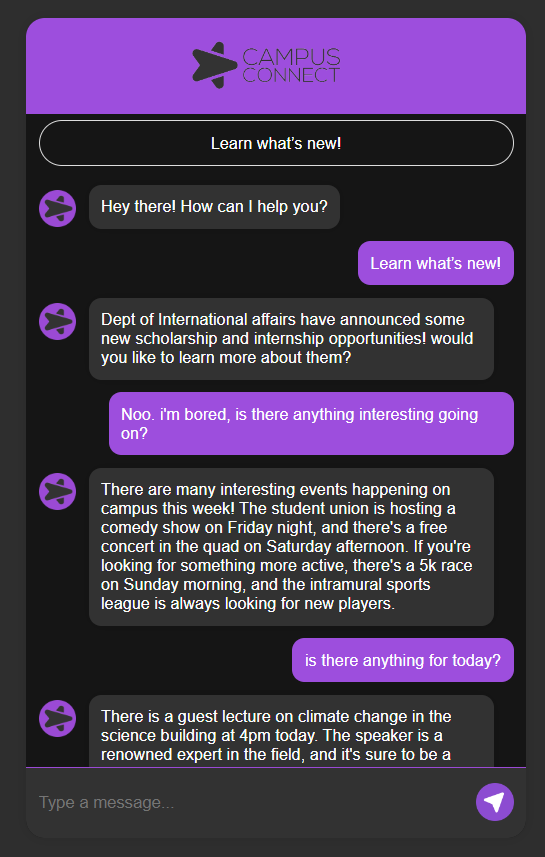 CAMPUS
CONNECT
Learn what's new!
Hey there! How can I help you?
Learn what's new!
Dept of International affairs have announced some
new scholarship and internship opportunities! would
you like to learn more about them?
Noo. i'm bored, is there anything interesting going
on?
There are many interesting events happening on
campus this week! The student union is hosting a
comedy show on Friday night, and there's a free
concert in the quad on Saturday afternoon. If you're
looking for something more active, there's a 5k race
on Sunday morning, and the intramural sports
league is always looking for new players.
is there anything for today?
There is a guest lecture on climate change in the
science building at 4pm today. The speaker is a
renowned expert in the field, and it's sure to be a
Type a message...